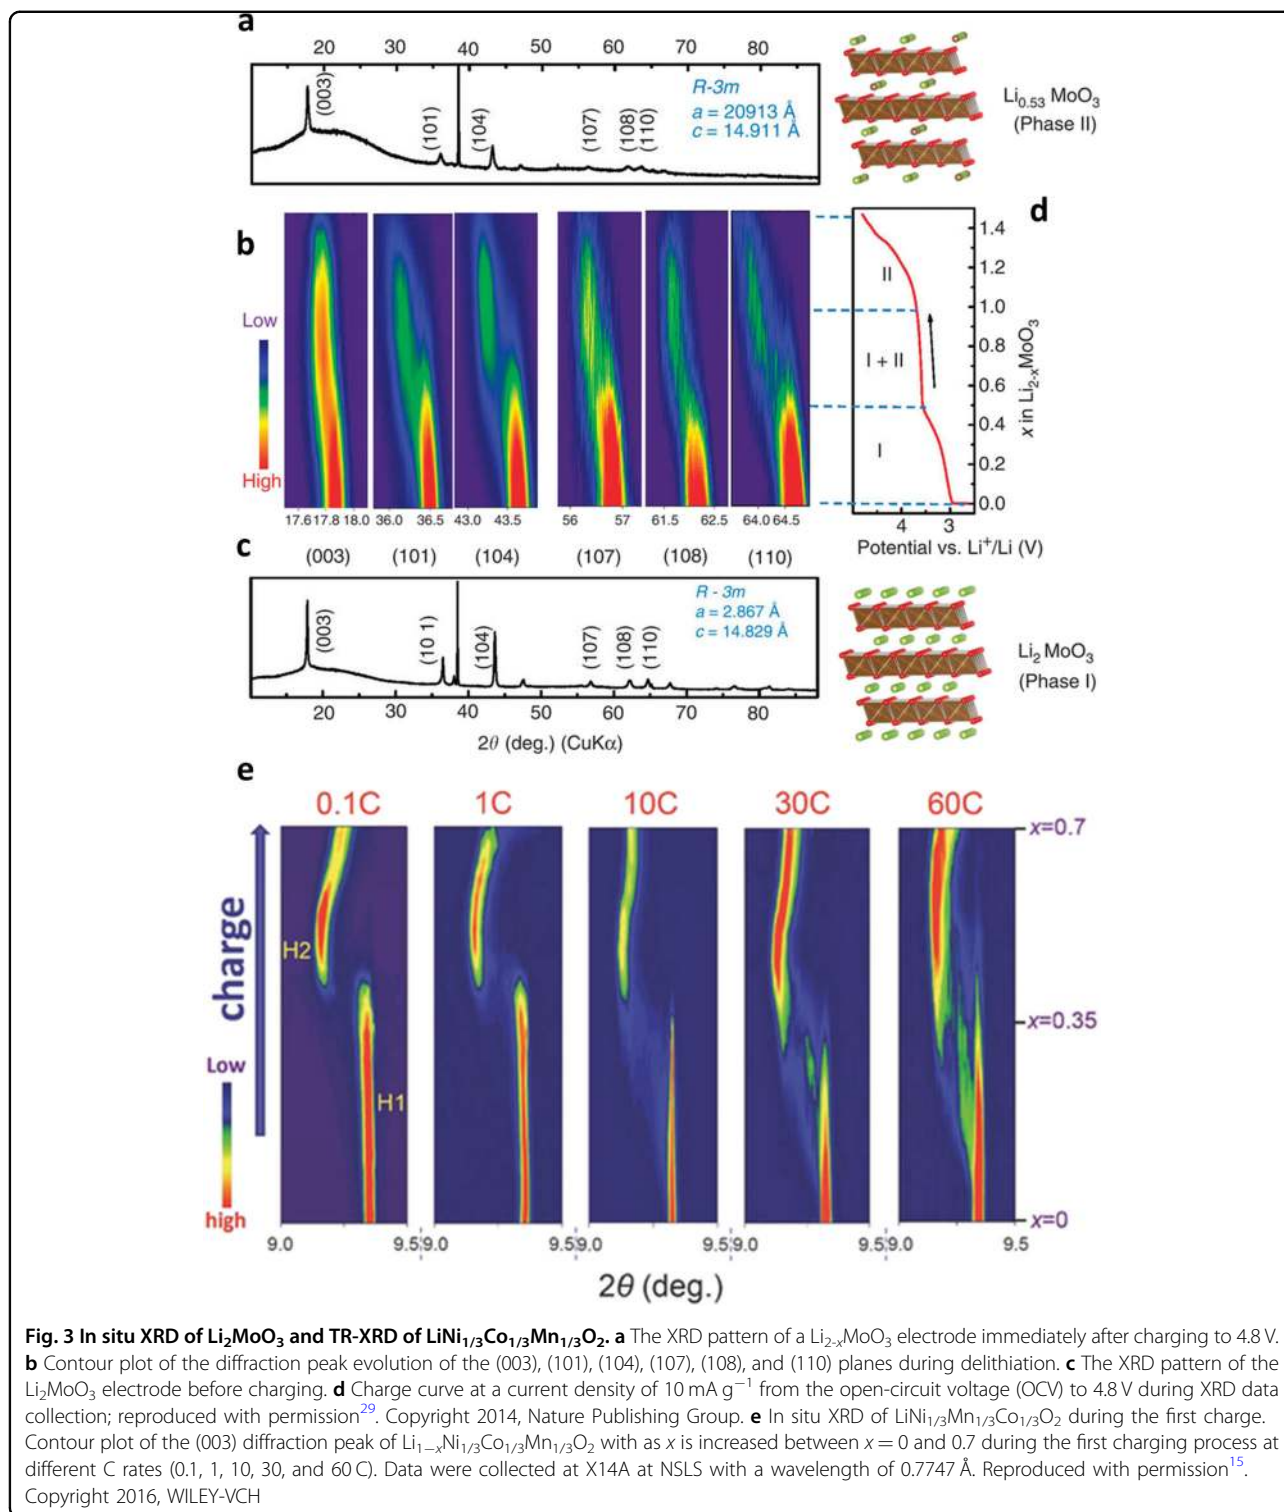 a
20 30 40 50 60 70 80
(003)
(101)
(104)
(107)
(108)
(110)
R-3m
a = 20913 Å
c = 14.911 Å
Li0.53 MoO3
(Phase II)
b
Low
High
17.6 17.8 18.0 36.0 36.5 43.0 43.5 56 57 61.5 62.5 64.0 64.5
d
1.4
1.2
1.0
0.8
0.6
0.4
0.2
0.0
II
I + II
I
x in Li2-xMoO3
4 3
Potential vs. Li+/Li (V)
c
(003) (101) (104) (107) (108) (110)
(003)
(10 1)
(104)
(107)
(108)
(110)
R - 3m
a = 2.867 Å
c = 14.829 Å
Li2 MoO3
(Phase I)
20 30 40 50 60 70 80
2θ (deg.) (CuKα)
e
0.1C 1C 10C 30C 60C
charge
H2
H1
Low
high
x=0.7
x=0.35
x=0
9.0 9.59.0 9.59.0 9.59.0 9.59.0 9.5
2θ (deg.)
Fig. 3 In situ XRD of Li2MoO3 and TR-XRD of LiNi1/3Co1/3Mn1/3O2. a The XRD pattern of a Li2-xMoO3 electrode immediately after charging to 4.8 V.
b Contour plot of the diffraction peak evolution of the (003), (101), (104), (107), (108), and (110) planes during delithiation. c The XRD pattern of the
Li2MoO3 electrode before charging. d Charge curve at a current density of 10 mA g−1 from the open-circuit voltage (OCV) to 4.8 V during XRD data
collection; reproduced with permission29. Copyright 2014, Nature Publishing Group. e In situ XRD of LiNi1/3Mn1/3Co1/3O2 during the first charge.
Contour plot of the (003) diffraction peak of Li1−xNi1/3Co1/3Mn1/3O2 with as x is increased between x = 0 and 0.7 during the first charging process at
different C rates (0.1, 1, 10, 30, and 60 C). Data were collected at X14A at NSLS with a wavelength of 0.7747 Å. Reproduced with permission15.
Copyright 2016, WILEY-VCH